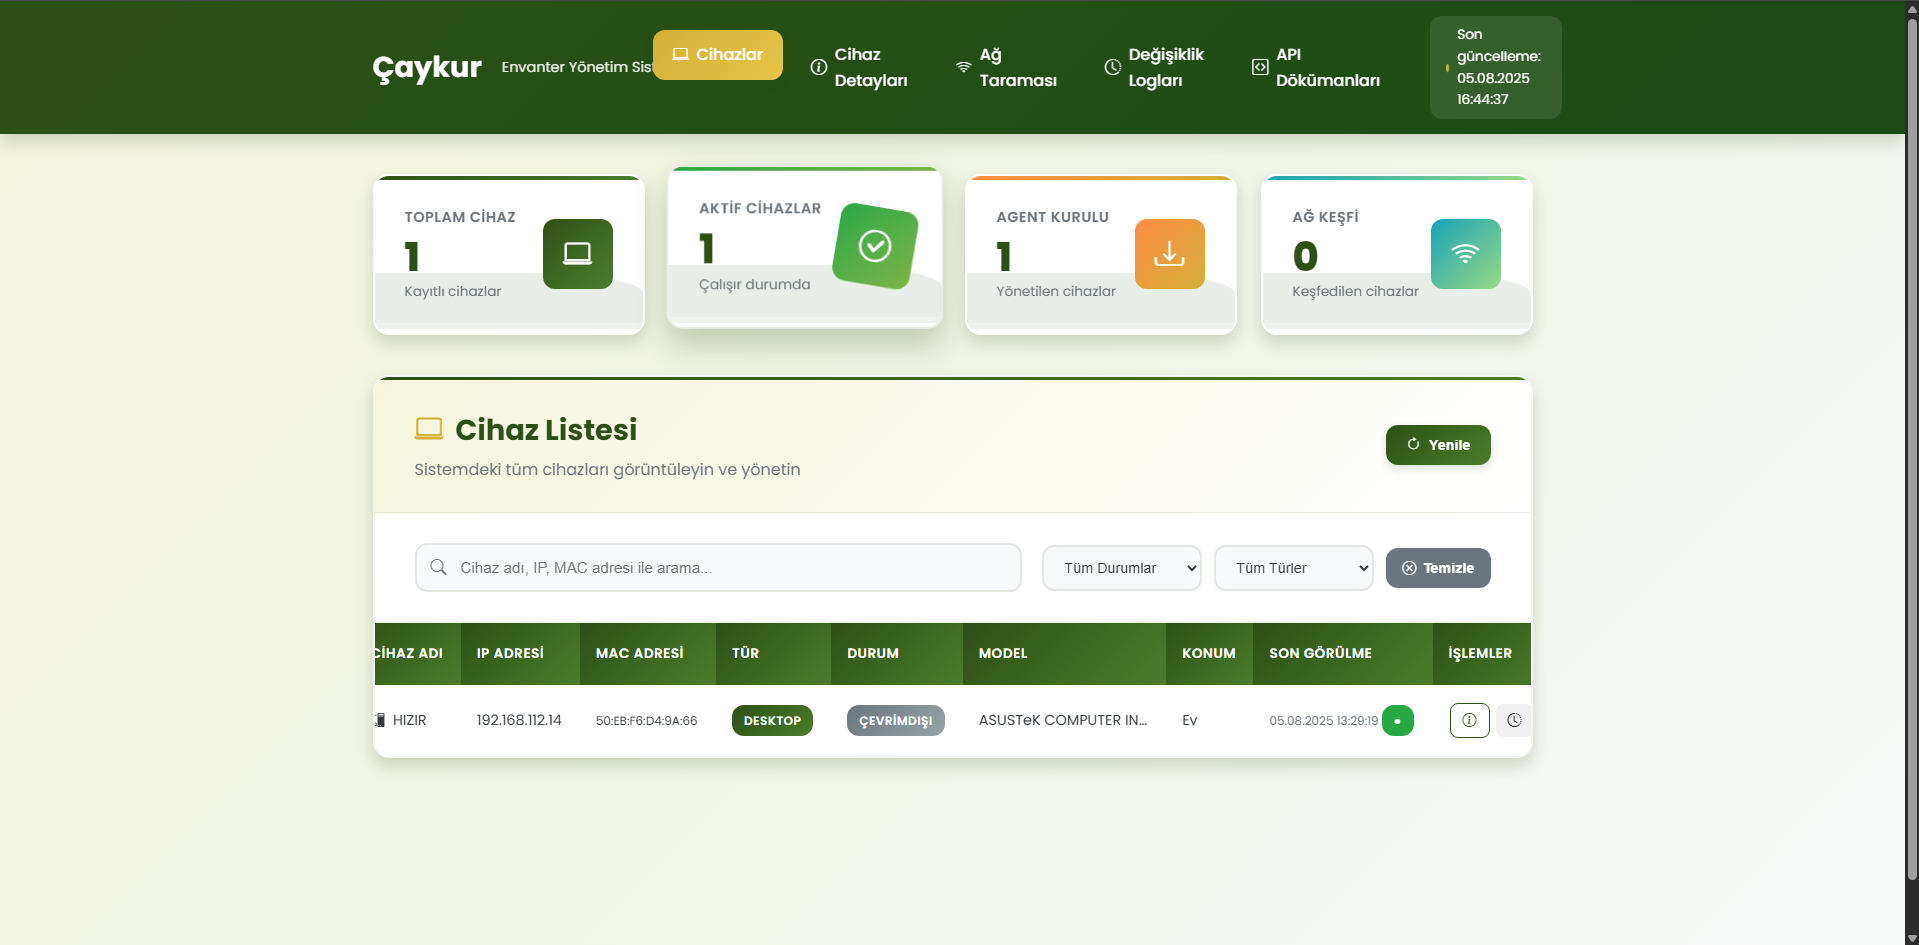 Çaykur
Envanter Yönetim Sist
Cihazlar
Cihaz
Detayları
Ağ
Taraması
Değişiklik
Logları
API
Dökümanları
Son
güncelleme:
05.08.2025
16:44:37
TOPLAM CİHAZ
1
Kayıtlı cihazlar
AKTİF CİHAZLAR
1
Çalışır durumda
AGENT KURULU
1
Yönetilen cihazlar
AĞ KEŞFİ
0
Keşfedilen cihazlar
Cihaz Listesi
Sistemdeki tüm cihazları görüntüleyin ve yönetin
Yenile
Cihaz adı, IP, MAC adresi ile arama...
Tüm Durumlar
Tüm Türler
Temizle
CİHAZ ADI IP ADRESİ MAC ADRESİ TÜR DURUM MODEL KONUM SON GÖRÜLME İŞLEMLER
HIZIR 192.168.112.14 50:EB:F6:D4:9A:66 DESKTOP ÇEVRİMDIŞI ASUSTeK COMPUTER IN... Ev 05.08.2025 13:29:19